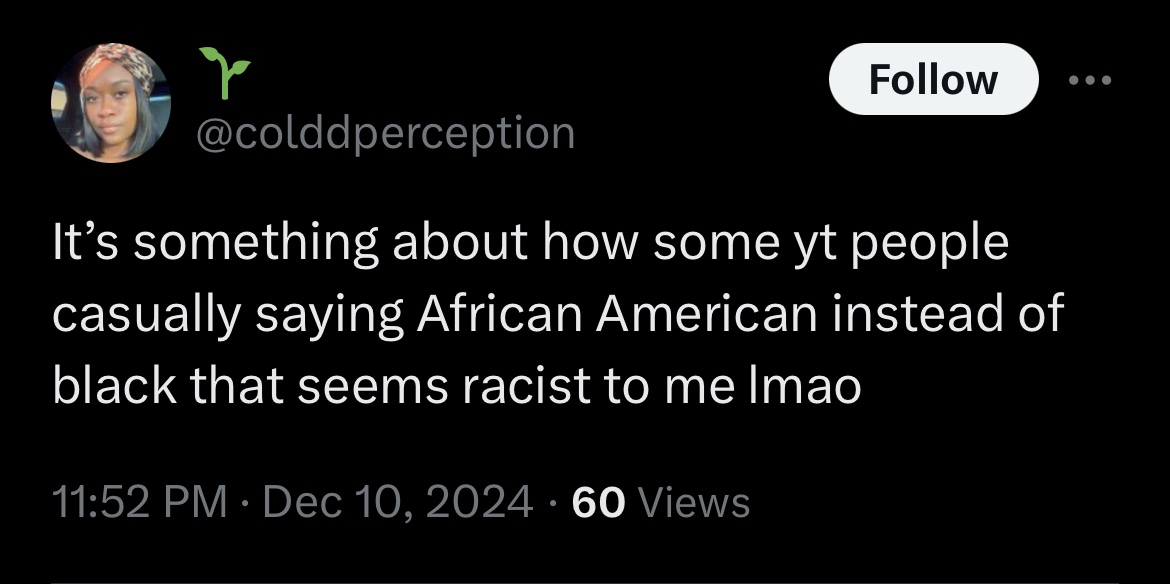 Follow
@colddperception
It’s something about how some yt people
casually saying African American instead of
black that seems racist to me lmao
11:52 PM · Dec 10, 2024 · 60 Views